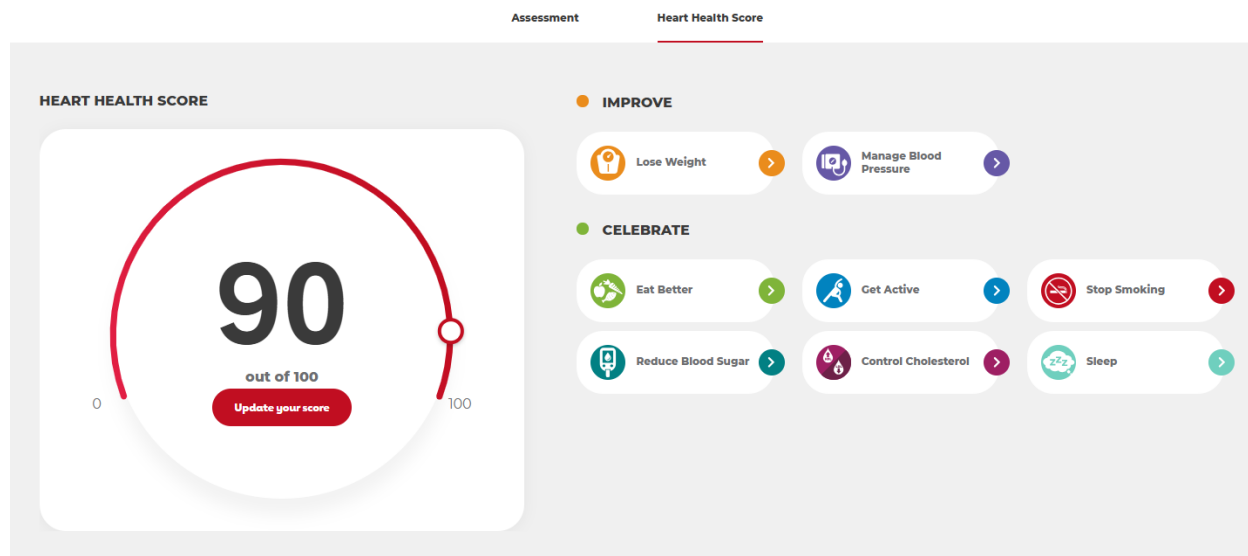 Assessment
Heart Health Score
HEART HEALTH SCORE
90
out of 100
Update your score
0
100
IMPROVE
Lose Weight
Manage Blood
Pressure
CELEBRATE
Eat Better
Get Active
Stop Smoking
Reduce Blood Sugar
Control Cholesterol
zzz
Sleep